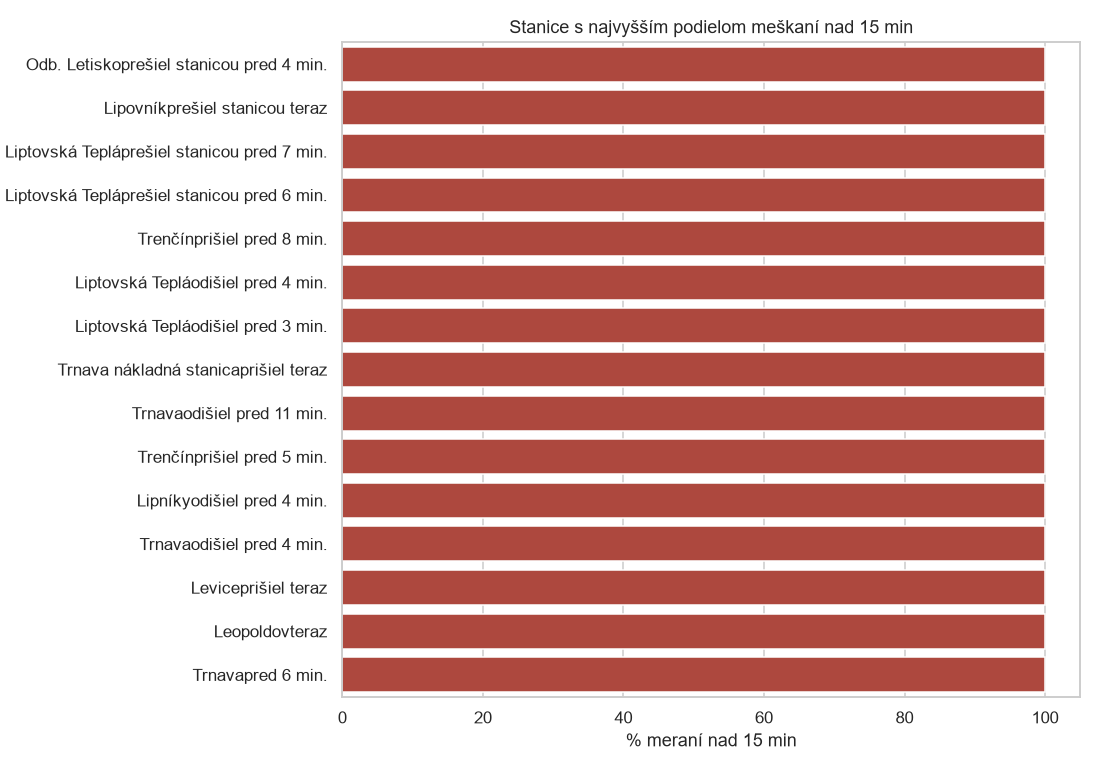 Stanice s najvyšším podielom meškaní nad 15 min
Odb. Letiskoprešiel stanicou pred 4 min.
Lipovníkprešiel stanicou teraz
Liptovská Tepláprešiel stanicou pred 7 min.
Liptovská Tepláprešiel stanicou pred 6 min.
Trenčínprišiel pred 8 min.
Liptovská Tepláodišiel pred 4 min.
Liptovská Tepláodišiel pred 3 min.
Trnava nákladná stanicaprišiel teraz
Trnavaodišiel pred 11 min.
Trenčínprišiel pred 5 min.
Lipníkyodišiel pred 4 min.
Trnavaodišiel pred 4 min.
Leviceprišiel teraz
Leopoldovteraz
Trnavapred 6 min.
0 20 40 60 80 100
% meraní nad 15 min